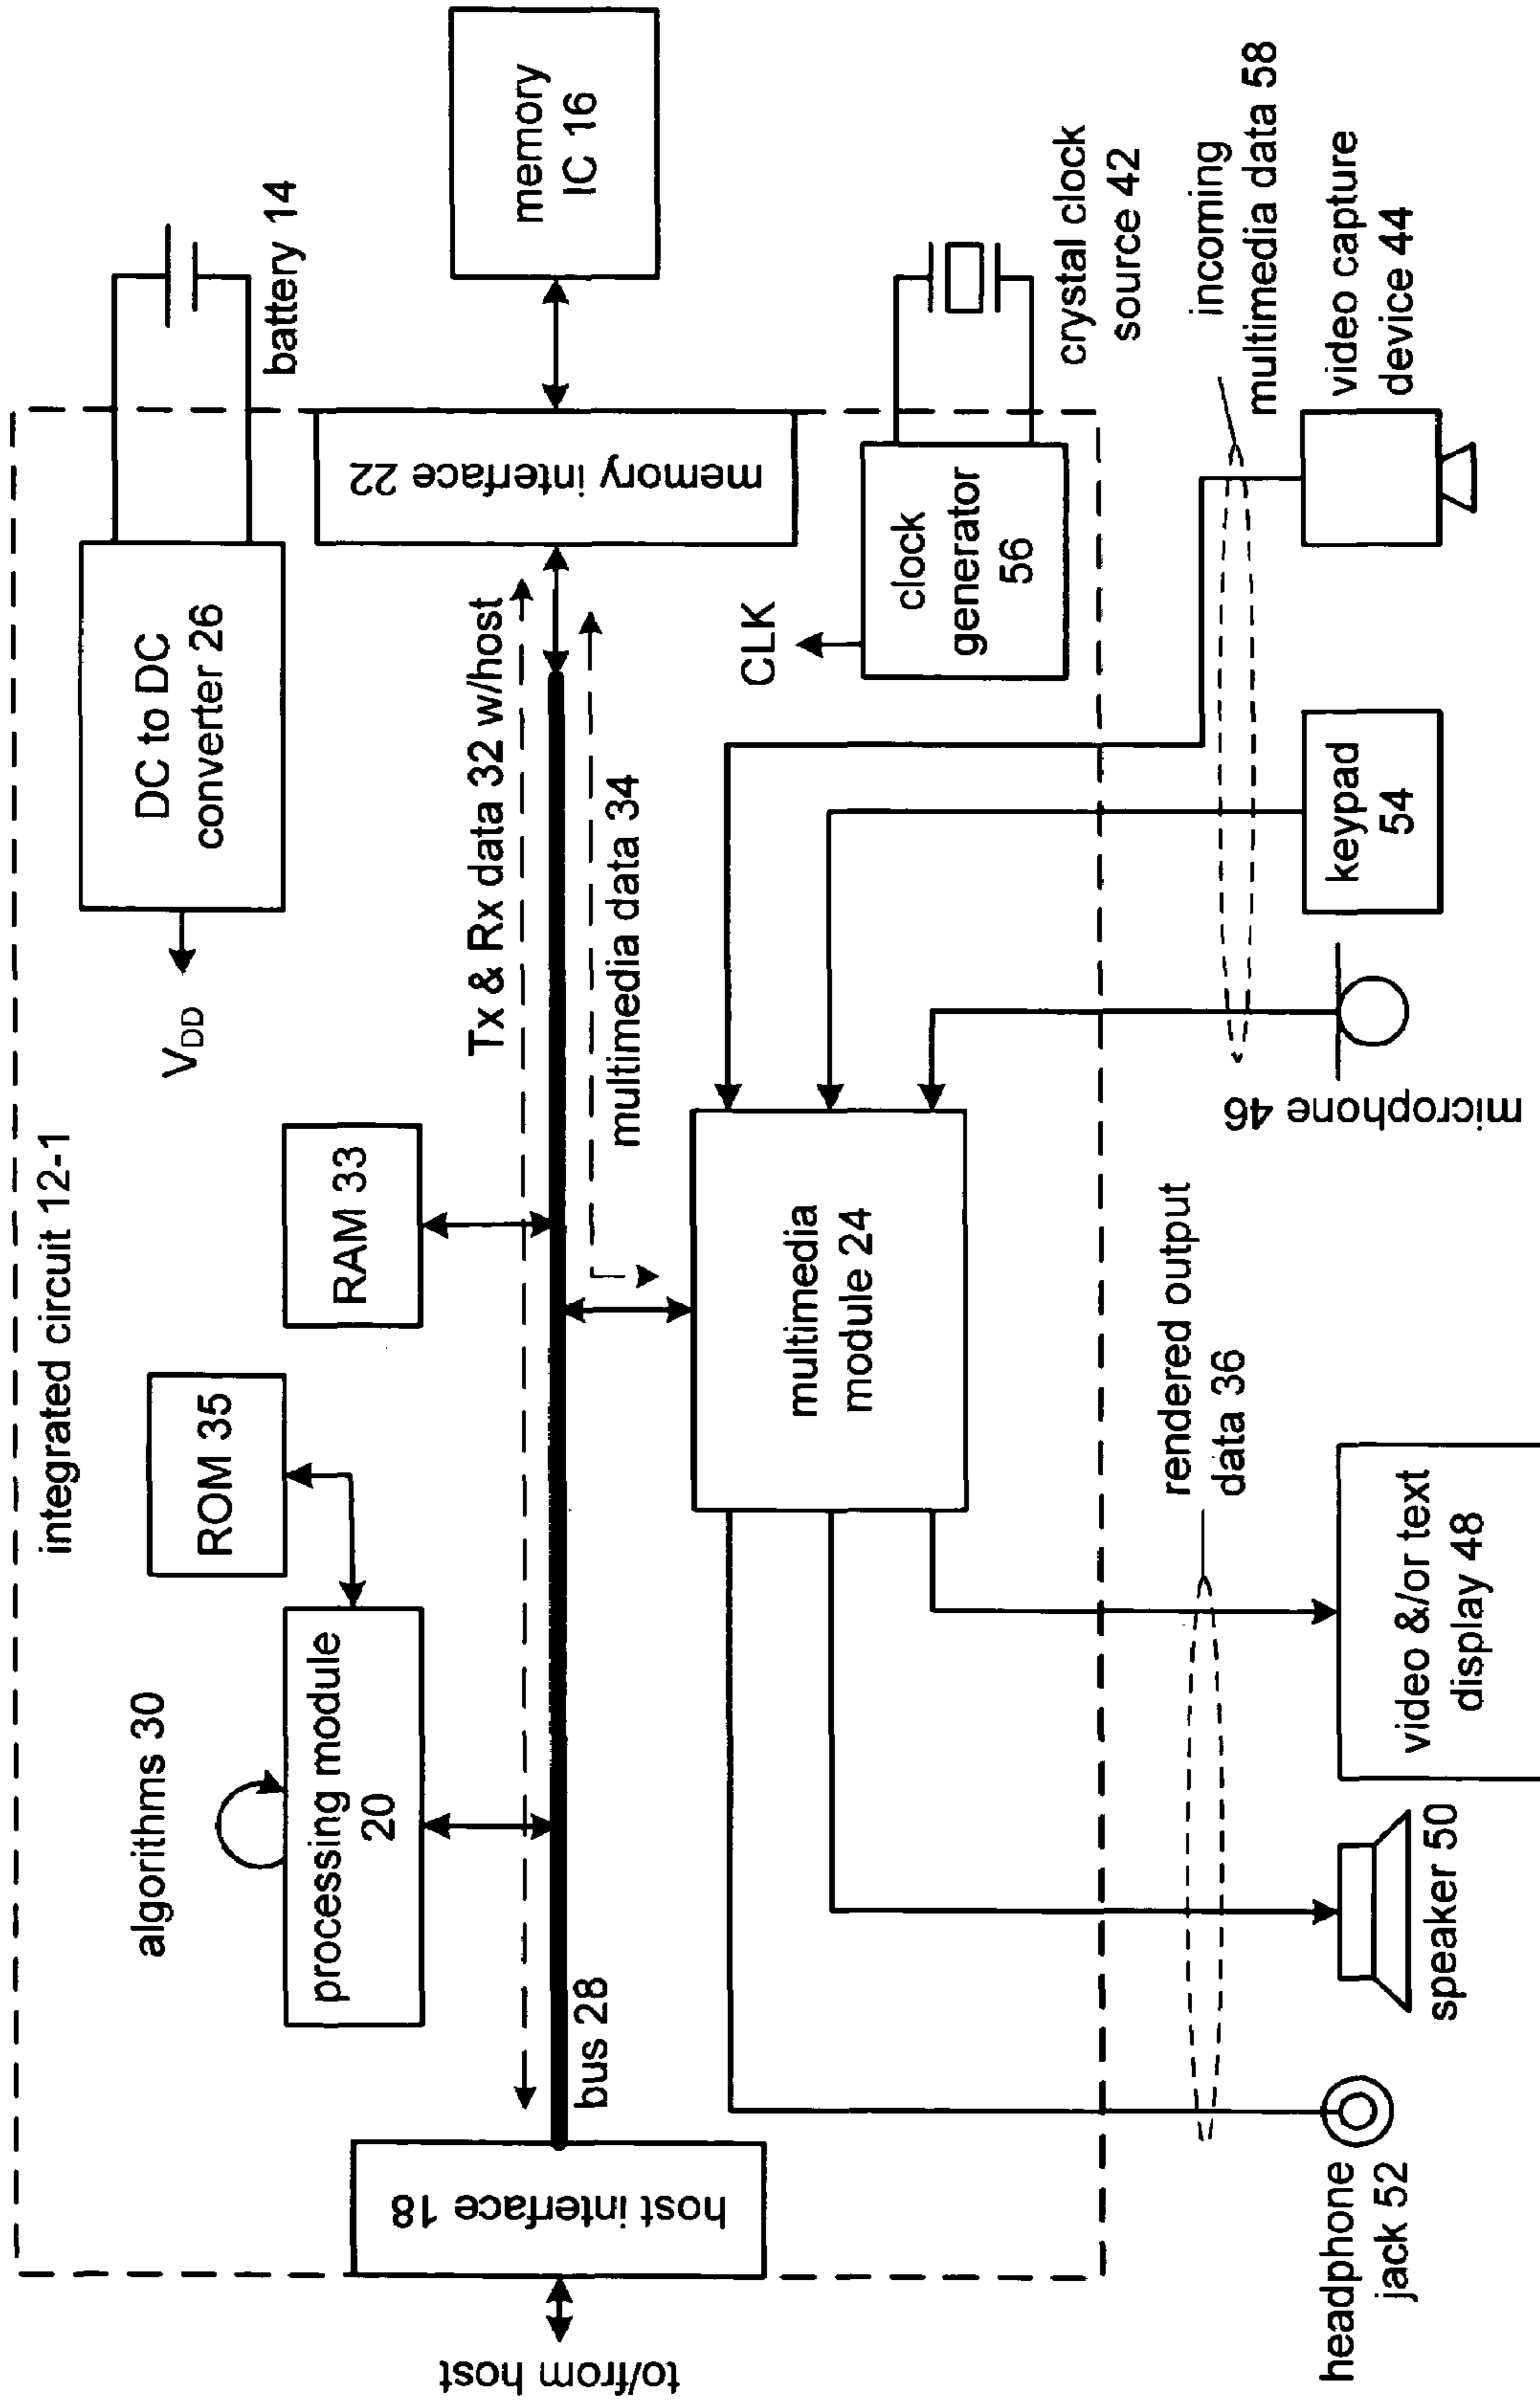 integrated circuit 12-1
DC to DC
converter 26
VDD
battery 14
algorithms 30
ROM 35
RAM 33
processing module
20
Tx & Rx data 32 w/host
bus 28
multimedia data 34
to/from host
host interface 18
memory interface 22
memory
IC 16
multimedia
module 24
CLK
clock
generator
56
crystal clock
source 42
rendered output
data 36
incoming
multimedia data 58
headphone
jack 52
speaker 50
video &/or text
display 48
microphone 46
keypad
54
video capture
device 44